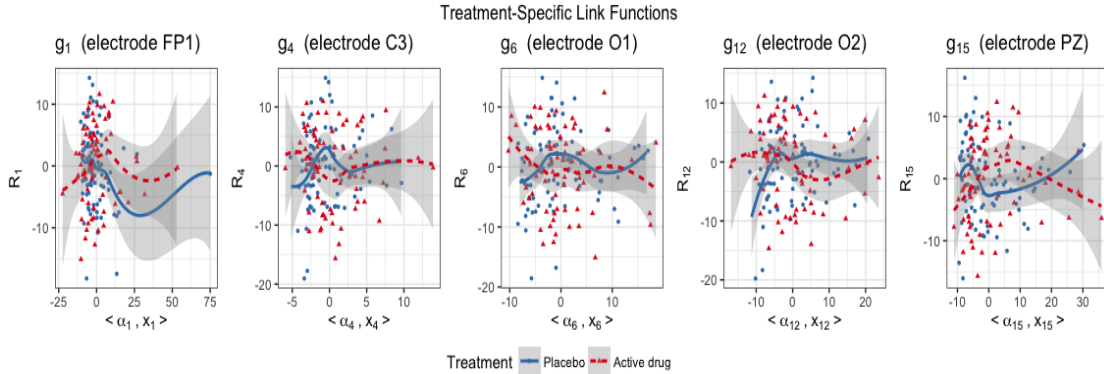 Treatment-Specific Link Functions
g₁ (electrode FP1)
R₁
10
0
-10
-25 0 25 50 75
< α₁ , x₁ >
g₄ (electrode C3)
R₄
10
0
-10
-20
-5 0 5 10
< α₄ , x₄ >
g₆ (electrode O1)
R₆
10
0
-10
-20
-10 0 10
< α₆ , x₆ >
g₁₂ (electrode O2)
R₁₂
10
0
-10
-20
-10 0 10 20
< α₁₂ , x₁₂ >
g₁₅ (electrode PZ)
R₁₅
15
10
5
0
-5
-10
-10 0 10 20 30
< α₁₅ , x₁₅ >
Treatment Placebo Active drug